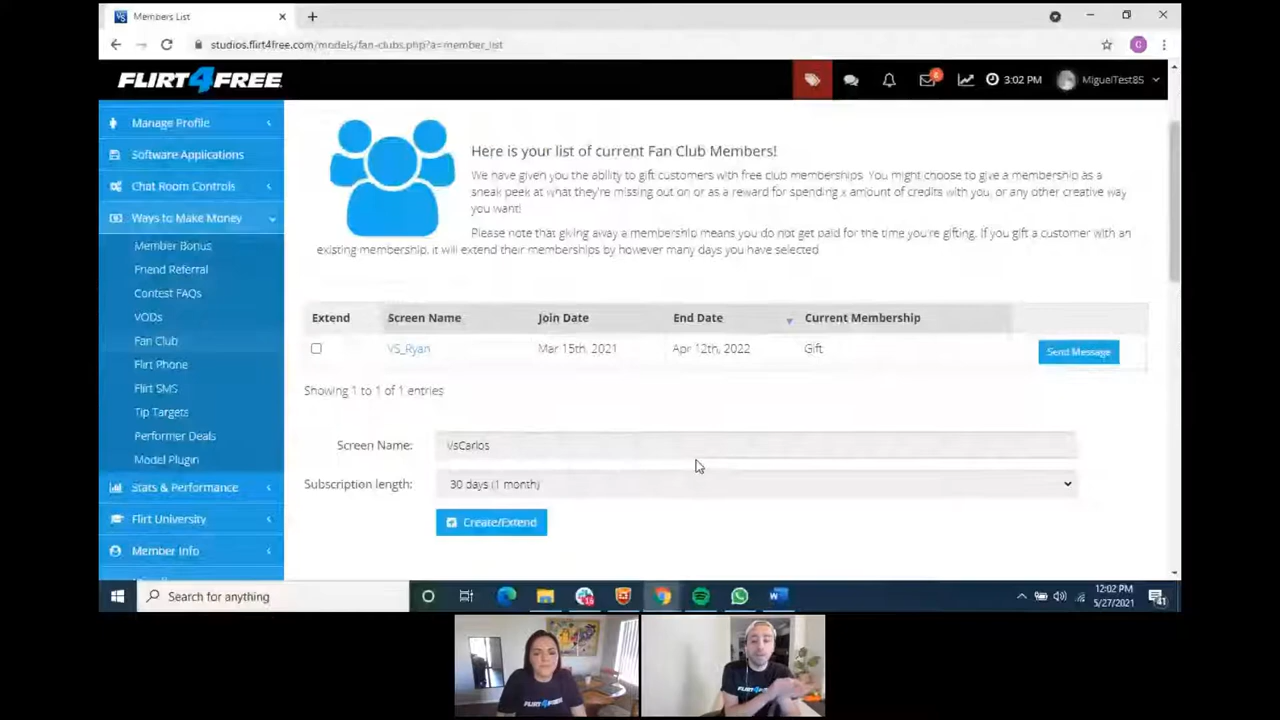 Members List
studios.flirt4free.com/models/fan-clubs.php?a=member_list
FLIRT4FREE
6
3:02 PM
MiguelTest85
Manage Profile
Software Applications
Chat Room Controls
Ways to Make Money
Member Bonus
Friend Referral
Contest FAQs
VODs
Fan Club
Flirt Phone
Flirt SMS
Tip Targets
Performer Deals
Model Plugin
Stats & Performance
Flirt University
Member Info
Here is your list of current Fan Club Members!
We have given you the ability to gift customers with free club memberships. You might choose to give a membership as a
sneak peek at what they're missing out on or as a reward for spending x amount of credits with you, or any other creative way
you want!
Please note that giving away a membership means you do not get paid for the time you're gifting. If you gift a customer with an
existing membership, it will extend their memberships by however many days you have selected
Extend Screen Name Join Date End Date Current Membership
VS_Ryan Mar 15th, 2021 Apr 12th, 2022 Gift Send Message
Showing 1 to 1 of 1 entries
Screen Name: VsCarlos
Subscription length: 30 days (1 month)
Create/Extend
Search for anything
12:02 PM
5/27/2021
41
FLIRT4FREE
FLIRT4FREE